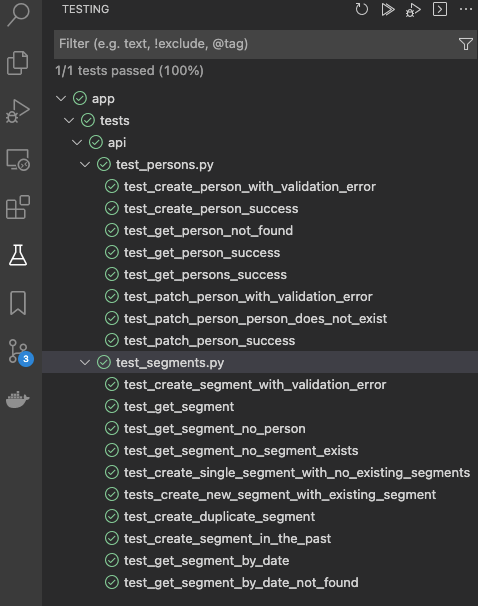 TESTING
Filter (e.g. text, !exclude, @tag)
1/1 tests passed (100%)
app
tests
api
test_persons.py
test_create_person_with_validation_error
test_create_person_success
test_get_person_not_found
test_get_person_success
test_get_persons_success
test_patch_person_with_validation_error
test_patch_person_person_does_not_exist
test_patch_person_success
test_segments.py
test_create_segment_with_validation_error
test_get_segment
test_get_segment_no_person
test_get_segment_no_segment_exists
test_create_single_segment_with_no_existing_segments
tests_create_new_segment_with_existing_segment
test_create_duplicate_segment
test_create_segment_in_the_past
test_get_segment_by_date
test_get_segment_by_date_not_found
3